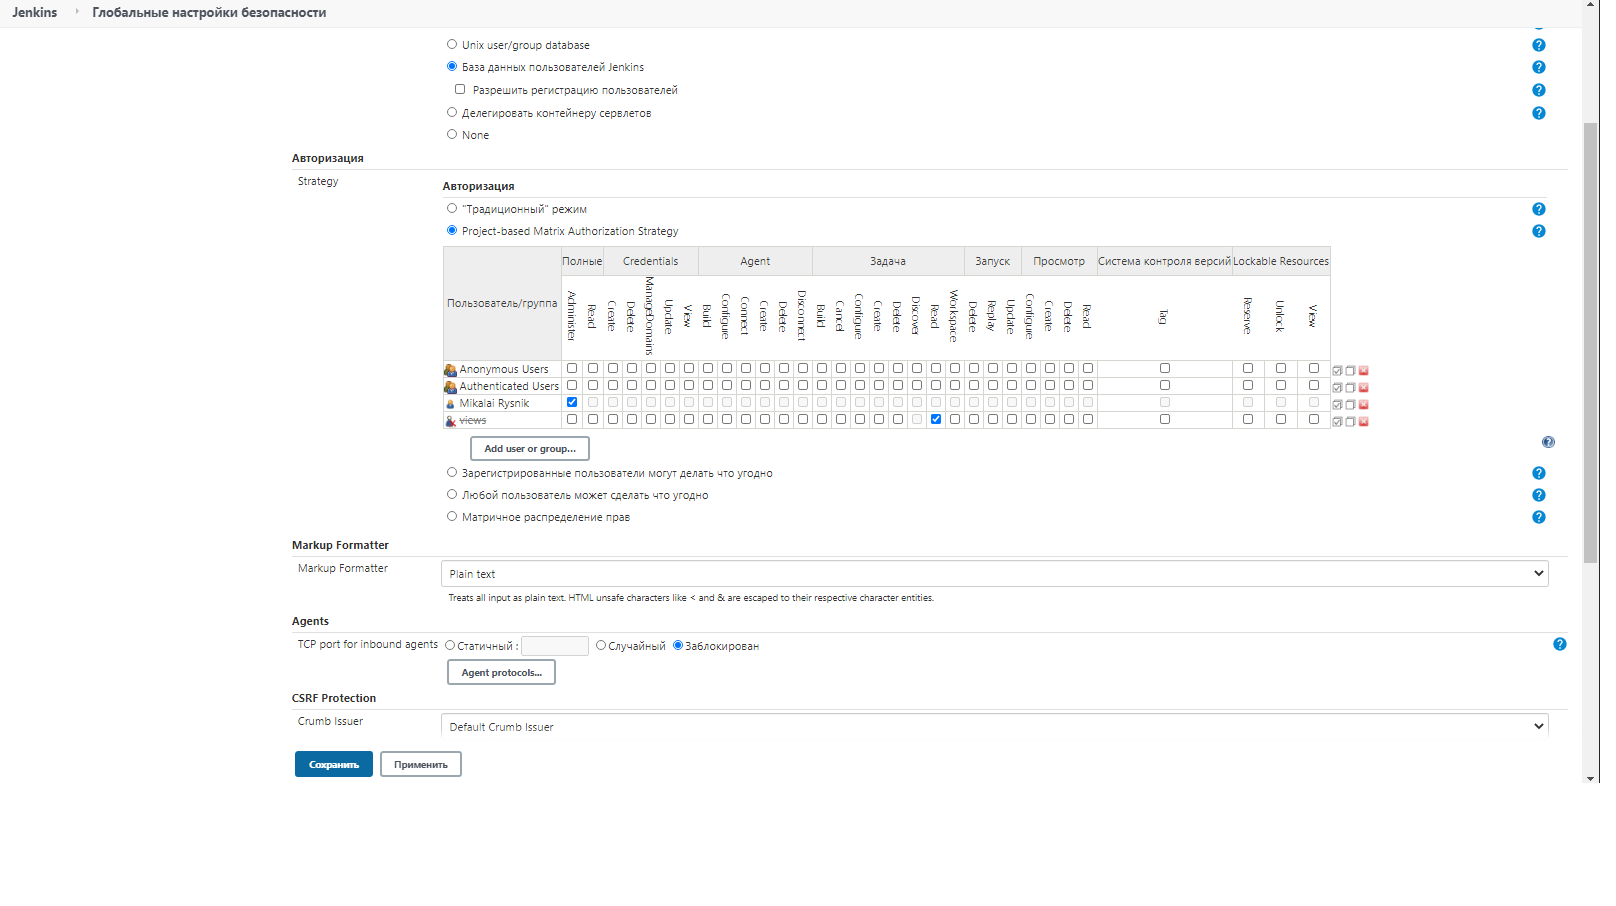 Jenkins Глобальные настройки безопасности
Unix user/group database
База данных пользователей Jenkins
Разрешить регистрацию пользователей
Делегировать контейнеру сервлетов
None
Авторизация
Strategy
Авторизация
"Традиционный" режим
Project-based Matrix Authorization Strategy
Пользователь/группа Полные Credentials Agent Задача Запуск Просмотр Система контроля версий Lockable Resources
Administer Read Create Delete ManageDomains Update View Build Configure Connect Create Delete Disconnect Build Cancel Configure Create Delete Discover Read Workspace Delete Replay Update Configure Create Delete Read Tag Reserve Unlock View
Anonymous Users
Authenticated Users
Mikalai Rysnik
views
Add user or group...
Зарегистрированные пользователи могут делать что угодно
Любой пользователь может сделать что угодно
Матричное распределение прав
Markup Formatter
Markup Formatter Plain text
Treats all input as plain text. HTML unsafe characters like < and & are escaped to their respective character entities.
Agents
TCP port for inbound agents Статичный : Случайный Заблокирован
Agent protocols...
CSRF Protection
Crumb Issuer Default Crumb Issuer
Сохранить Применить